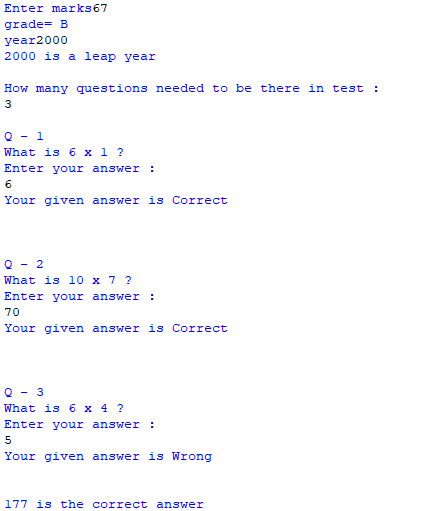 Enter marks67
grade= B
year2000
2000 is a leap year
How many questions needed to be there in test :
3
Q - 1
What is 6 x 1 ?
Enter your answer :
6
Your given answer is Correct
Q - 2
What is 10 x 7 ?
Enter your answer :
70
Your given answer is Correct
Q - 3
What is 6 x 4 ?
Enter your answer :
5
Your given answer is Wrong
177 is the correct answer